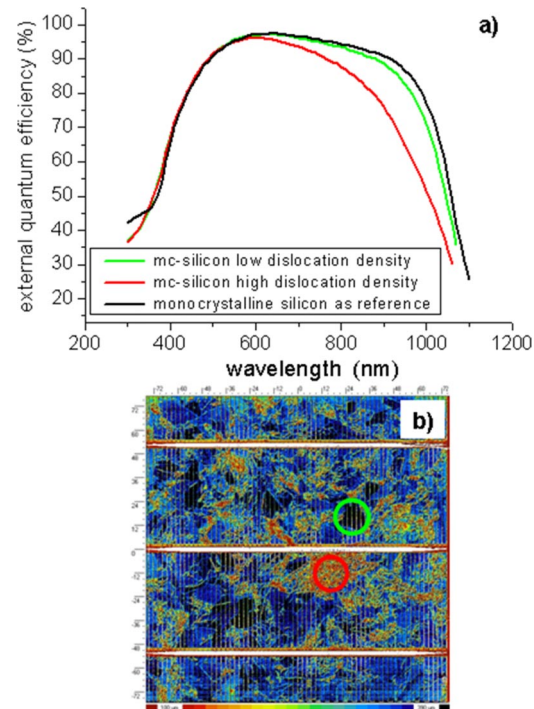 a)
external quantum efficiency (%)
100
90
80
70
60
50
40
30
20
mc-silicon low dislocation density
mc-silicon high dislocation density
monocrystalline silicon as reference
200 400 600 800 1000 1200
wavelength (nm)
b)